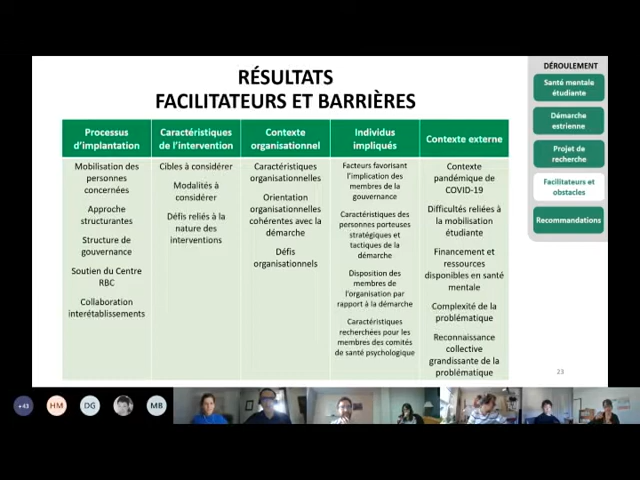 RÉSULTATS
FACILITATEURS ET BARRIÈRES
Processus
d'implantation
Mobilisation des
personnes
concernées
Approche
structurantes
Structure de
gouvernance
Soutien du Centre
RBC
Collaboration
interétablissements
Caractéristiques
de l'intervention
Cibles à considérer
Modalités à
considérer
Défis reliés à la
nature des
interventions
Contexte
organisationnel
Caractéristiques
organisationnelles
Orientation
organisationnelles
cohérentes avec la
démarche
Défis
organisationnels
Individus
impliqués
Facteurs favorisant
l'implication des
membres de la
gouvernance
Caractéristiques des
personnes porteuses
stratégiques et
tactiques de la
démarche
Disposition des
membres de
l'organisation par
rapport à la démarche
Caractéristiques
recherchées pour les
membres des comités
de santé psychologique
Contexte externe
Contexte
pandémique de
COVID-19
Difficultés reliées à
la mobilisation
étudiante
Financement et
ressources
disponibles en santé
mentale
Complexité de la
problématique
Reconnaissance
collective
grandissante de la
problématique
DÉROULEMENT
Santé mentale
étudiante
Démarche
estrienne
Projet de
recherche
Facilitateurs et
obstacles
Recommandations
23
+43
HM
DG
MB